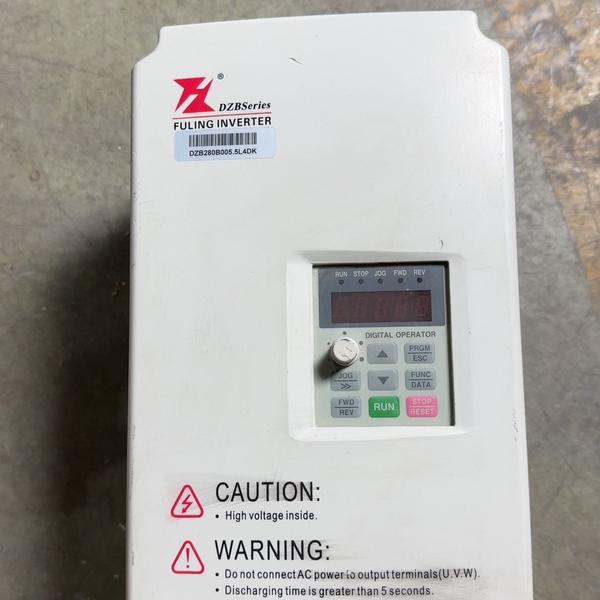 ®
DZBSeries
FULING INVERTER
DZB280B005.5L4DK
RUN STOP JOG FWD REV
DIGITAL OPERATOR
PRGM
ESC
JOG
>>
FUNC
DATA
FWD
REV
RUN
STOP
RESET
CAUTION:
• High voltage inside.
WARNING:
• Do not connect AC power to output terminals(U.V.W).
• Discharging time is greater than 5 seconds.